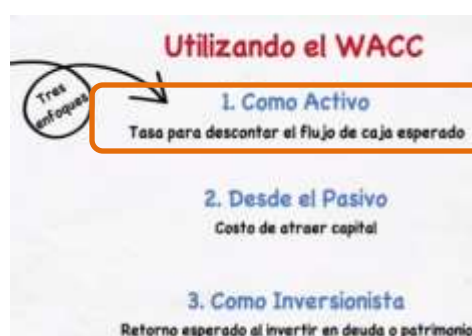 Utilizando el WACC
Tres
enfoques
1. Como Activo
Tasa para descontar el flujo de caja esperado
2. Desde el Pasivo
Costo de atraer capital
3. Como Inversionista
Retorno esperado al invertir en deuda o patrimonio